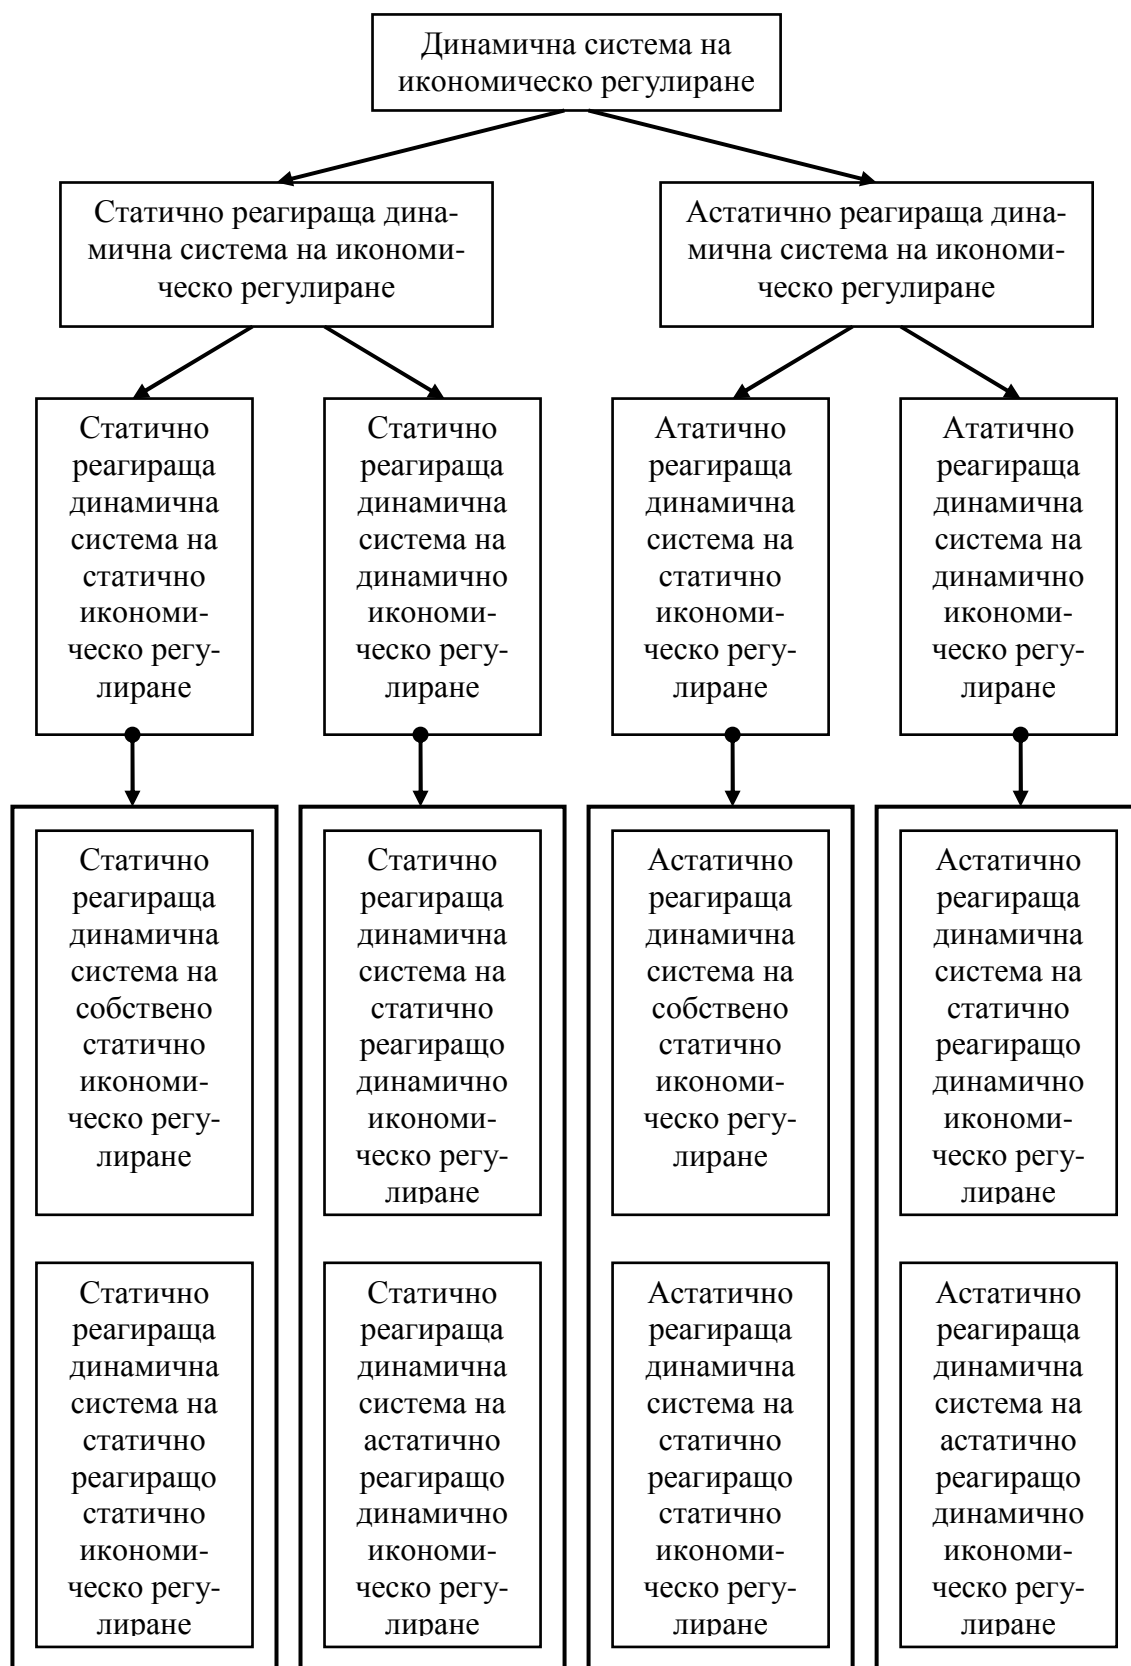 Динамична система на
икономическо регулиране
Статично реагираща дина-
мична система на икономи-
ческо регулиране
Астатично реагираща дина-
мична система на икономи-
ческо регулиране
Статично
реагираща
динамична
система на
статично
икономи-
ческо регу-
лиране
Статично
реагираща
динамична
система на
динамично
икономи-
ческо регу-
лиране
Ататично
реагираща
динамична
система на
статично
икономи-
ческо регу-
лиране
Ататично
реагираща
динамична
система на
динамично
икономи-
ческо регу-
лиране
Статично
реагираща
динамична
система на
собствено
статично
икономи-
ческо регу-
лиране
Статично
реагираща
динамична
система на
статично
реагиращо
динамично
икономи-
ческо регу-
лиране
Астатично
реагираща
динамична
система на
собствено
статично
икономи-
ческо регу-
лиране
Астатично
реагираща
динамична
система на
статично
реагиращо
динамично
икономи-
ческо регу-
лиране
Статично
реагираща
динамична
система на
статично
реагиращо
статично
икономи-
ческо регу-
лиране
Статично
реагираща
динамична
система на
астатично
реагиращо
динамично
икономи-
ческо регу-
лиране
Астатично
реагираща
динамична
система на
статично
реагиращо
статично
икономи-
ческо регу-
лиране
Астатично
реагираща
динамична
система на
астатично
реагиращо
динамично
икономи-
ческо регу-
лиране